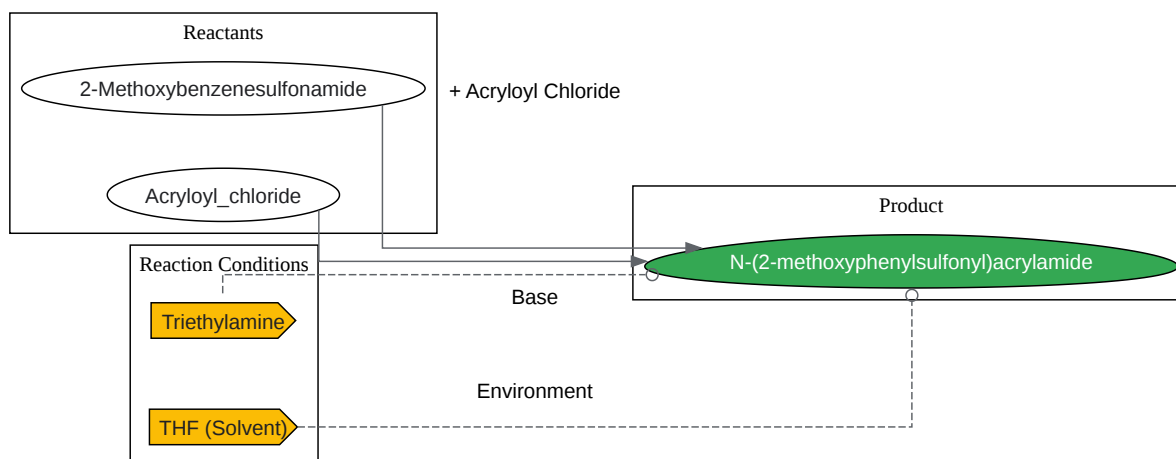 Reactants
2-Methoxybenzenesulfonamide
+ Acryloyl Chloride
Acryloyl_chloride
Product
N-(2-methoxyphenylsulfonyl)acrylamide
Reaction Conditions
Base
Triethylamine
Environment
THF (Solvent)